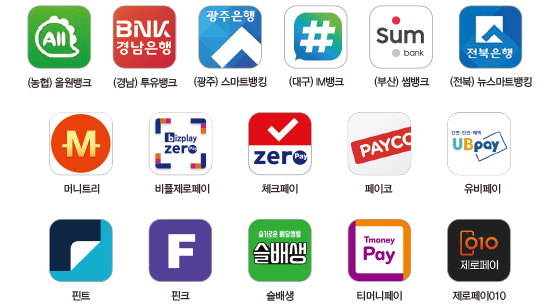 All
BNK
경남은행
광주은행
#
sum
bank
전북은행
(농협) 올원뱅크
(경남) 투유뱅크
(광주) 스마트뱅킹
(대구) IM뱅크
(부산) 썸뱅크
(전북) 뉴스마트뱅킹
M
bizplay
zero Pay
zero Pay
PAYCO
UBpay
머니트리
비플제로페이
체크페이
페이코
유비페이
F
슬기로운 배달생활
슬배생
Tmoney
Pay
010
제로페이
핀트
핀크
슬배생
티머니페이
제로페이010